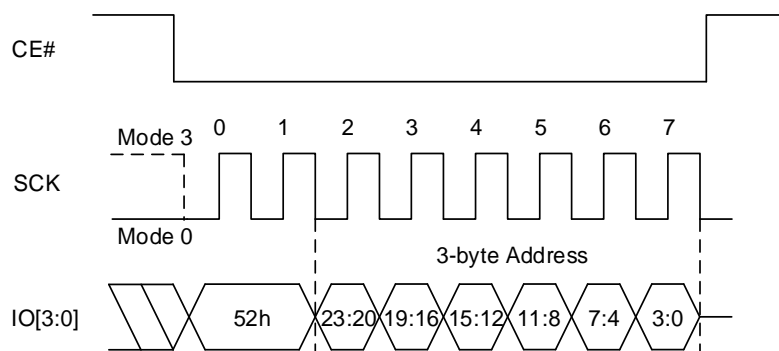 CE#
0 1 2 3 4 5 6 7
Mode 3
SCK
Mode 0
3-byte Address
IO[3:0] 52h 23:20 19:16 15:12 11:8 7:4 3:0